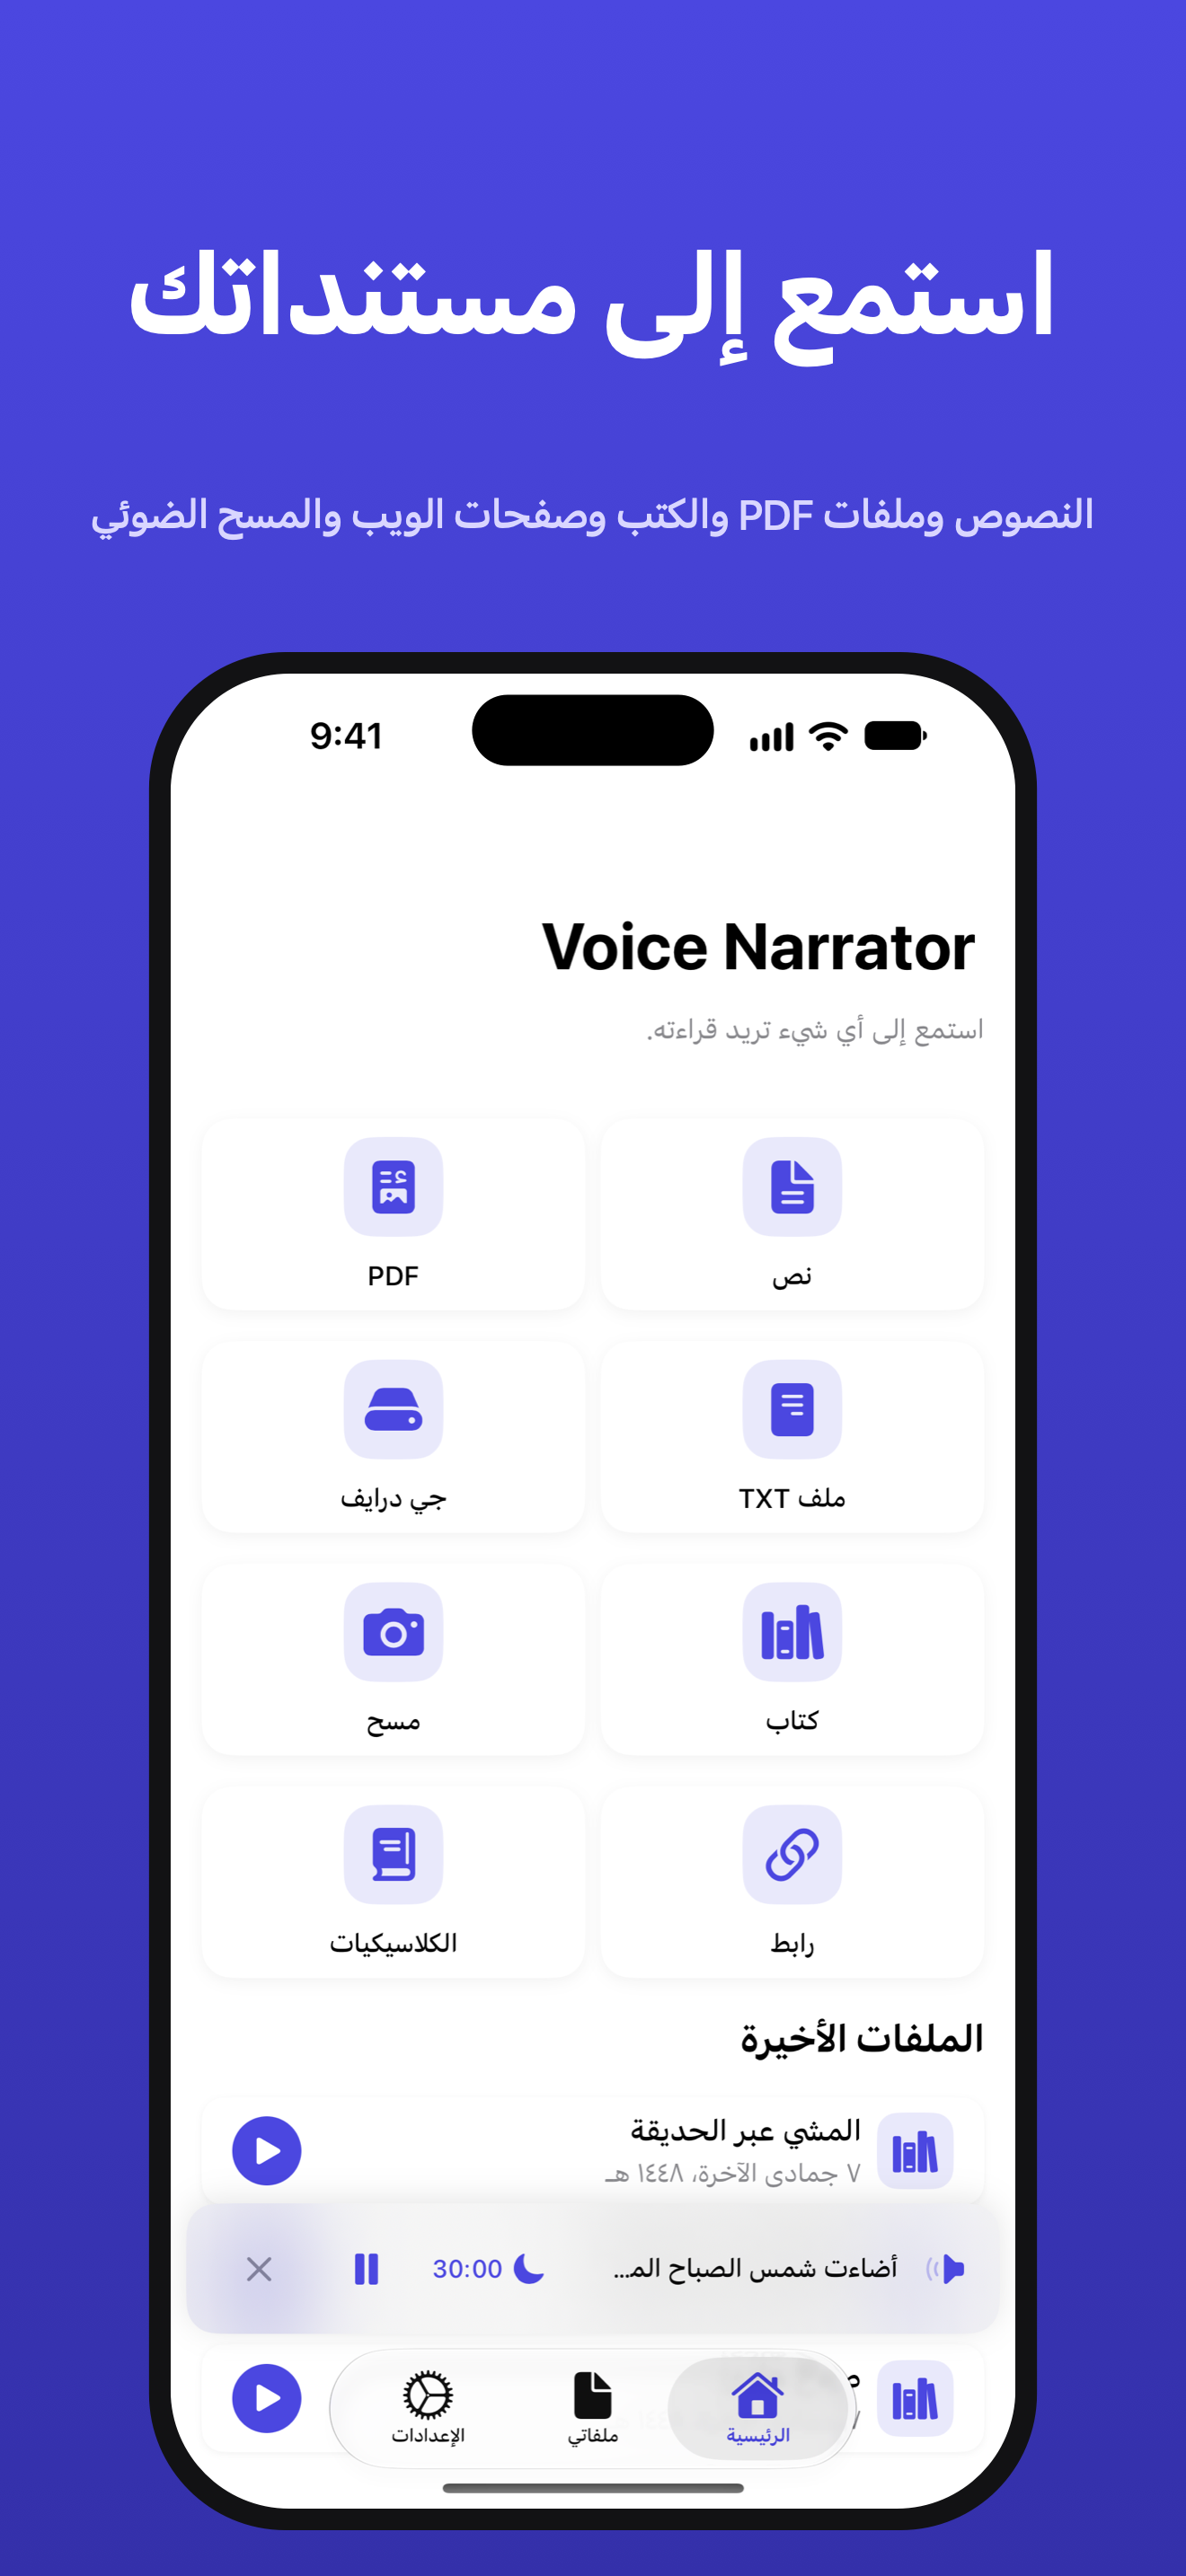 استمع إلى مستنداتك
النصوص وملفات PDF والكتب وصفحات الويب والمسح الضوئي
9:41
Voice Narrator
استمع إلى أي شيء تريد قراءته.
نص
PDF
ملف TXT
جي درايف
كتاب
مسح
رابط
الكلاسيكيات
الملفات الأخيرة
المشي عبر الحديقة
٧ جمادى الآخرة، ١٤٤٨ هـ
أضاءت شمس الصباح المـ...
30:00
الرئيسية
ملفاتي
الإعدادات